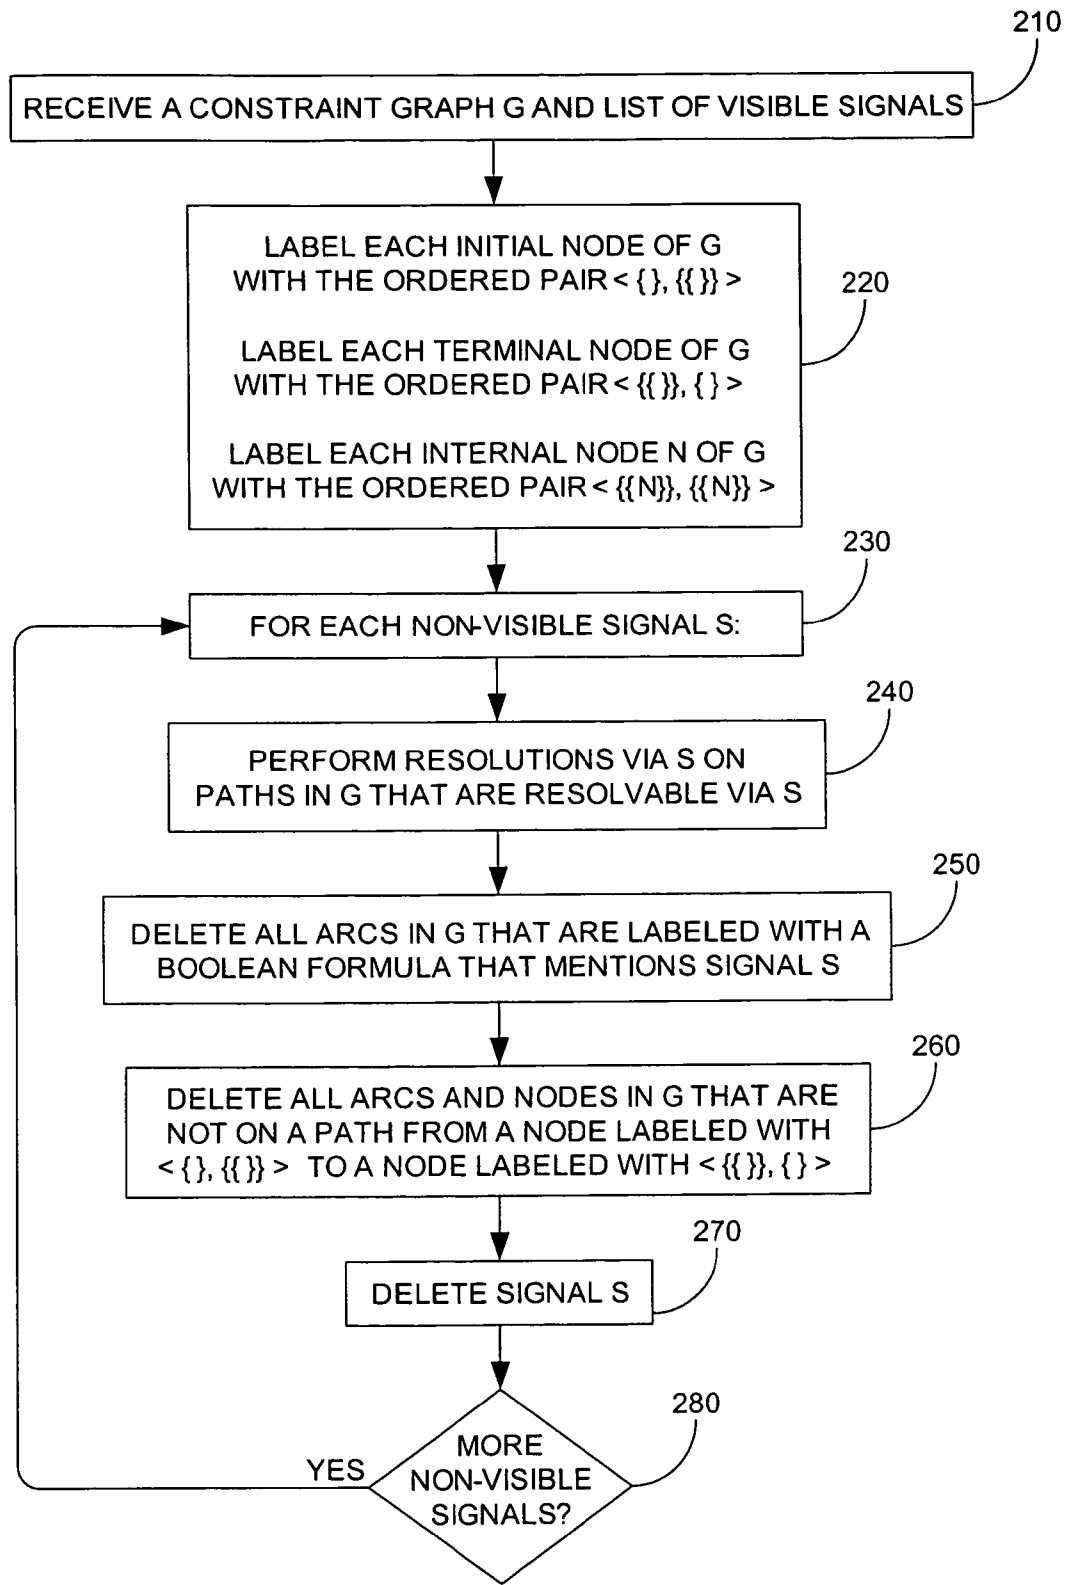 210
RECEIVE A CONSTRAINT GRAPH G AND LIST OF VISIBLE SIGNALS
LABEL EACH INITIAL NODE OF G
WITH THE ORDERED PAIR < { }, {{ }} >
220
LABEL EACH TERMINAL NODE OF G
WITH THE ORDERED PAIR < {{ }}, { } >
LABEL EACH INTERNAL NODE N OF G
WITH THE ORDERED PAIR < {{N}}, {{N}} >
230
FOR EACH NON-VISIBLE SIGNAL S:
240
PERFORM RESOLUTIONS VIA S ON
PATHS IN G THAT ARE RESOLVABLE VIA S
250
DELETE ALL ARCS IN G THAT ARE LABELED WITH A
BOOLEAN FORMULA THAT MENTIONS SIGNAL S
260
DELETE ALL ARCS AND NODES IN G THAT ARE
NOT ON A PATH FROM A NODE LABELED WITH
< { }, {{ }} > TO A NODE LABELED WITH < {{ }}, { } >
270
DELETE SIGNAL S
280
MORE
NON-VISIBLE
SIGNALS?
YES